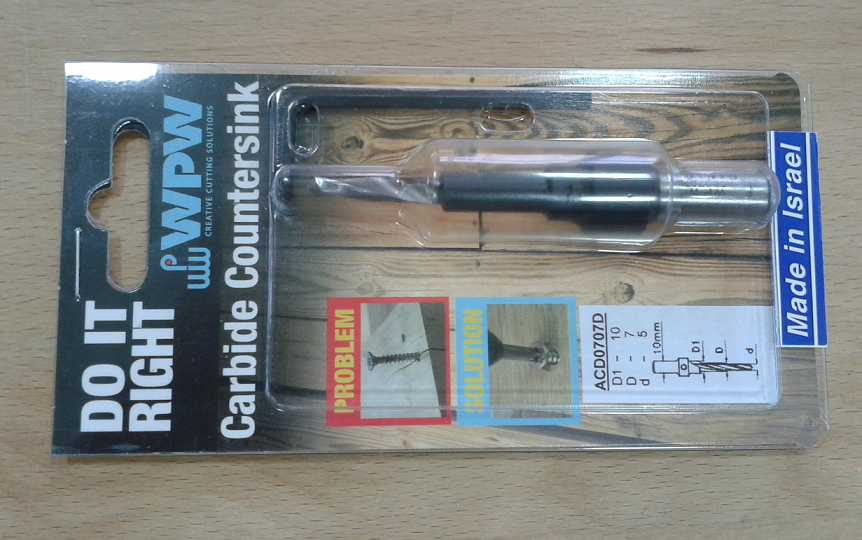 DO IT
RIGHT
WPW
CREATIVE CUTTING SOLUTIONS
Carbide Countersink
PROBLEM
SOLUTION
ACD0707D
D1 - 10
D - 7
d - 5
10mm
D1
D
d
Made in Israel